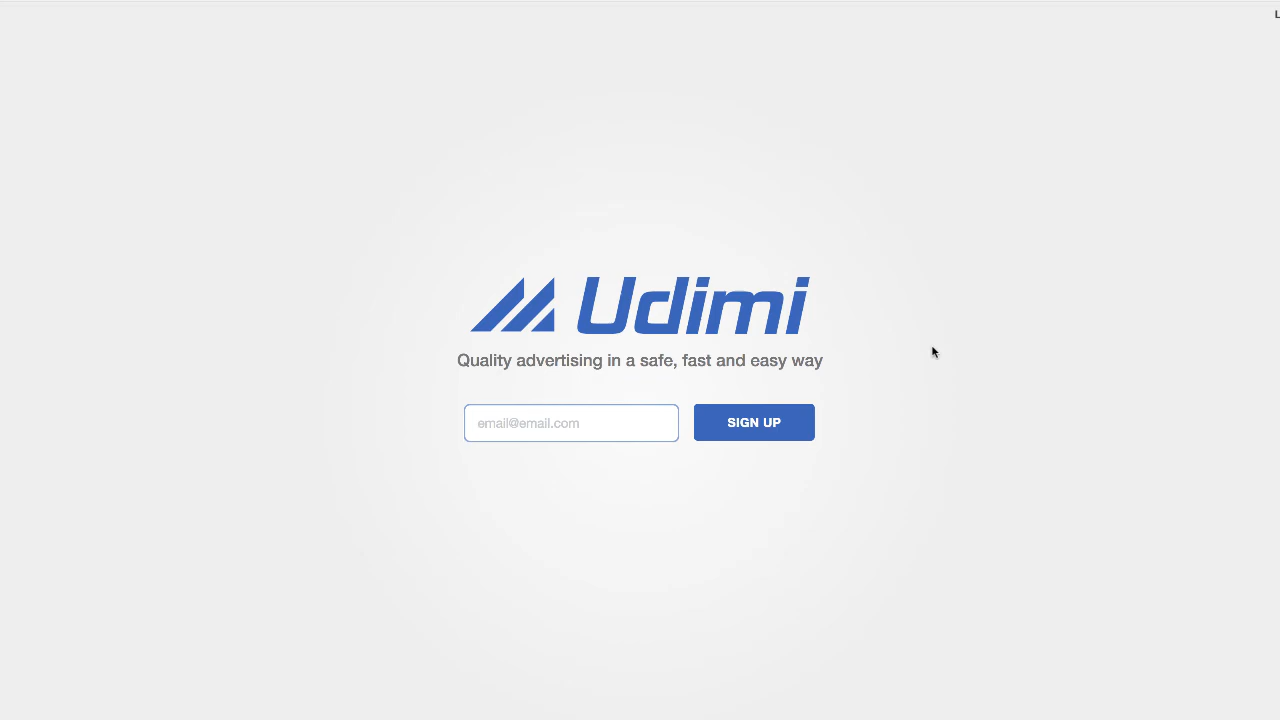 Udimi
Quality advertising in a safe, fast and easy way
email@email.com
SIGN UP